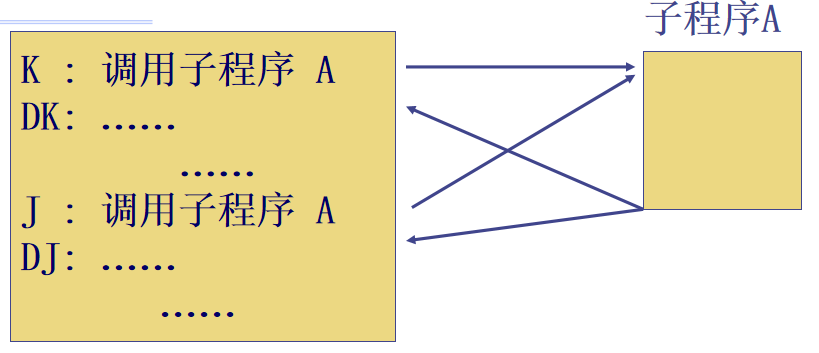 子程序A
K : 调用子程序 A
DK: ......
......
J : 调用子程序 A
DJ: ......
......